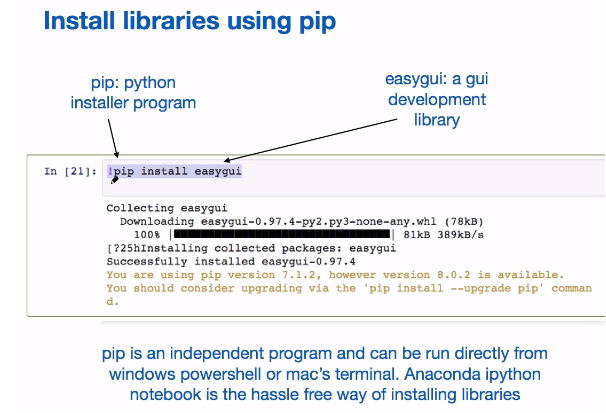 Install libraries using pip
pip: python
installer program
easygui: a gui
development
library
In [21]: !pip install easygui
Collecting easygui
Downloading easygui-0.97.4-py2.py3-none-any.whl (78kB)
100% |████████████████████████████████| 81kB 389kB/s
[?25hInstalling collected packages: easygui
Successfully installed easygui-0.97.4
You are using pip version 7.1.2, however version 8.0.2 is available.
You should consider upgrading via the 'pip install --upgrade pip' comman
d.
pip is an independent program and can be run directly from
windows powershell or mac's terminal. Anaconda ipython
notebook is the hassle free way of installing libraries